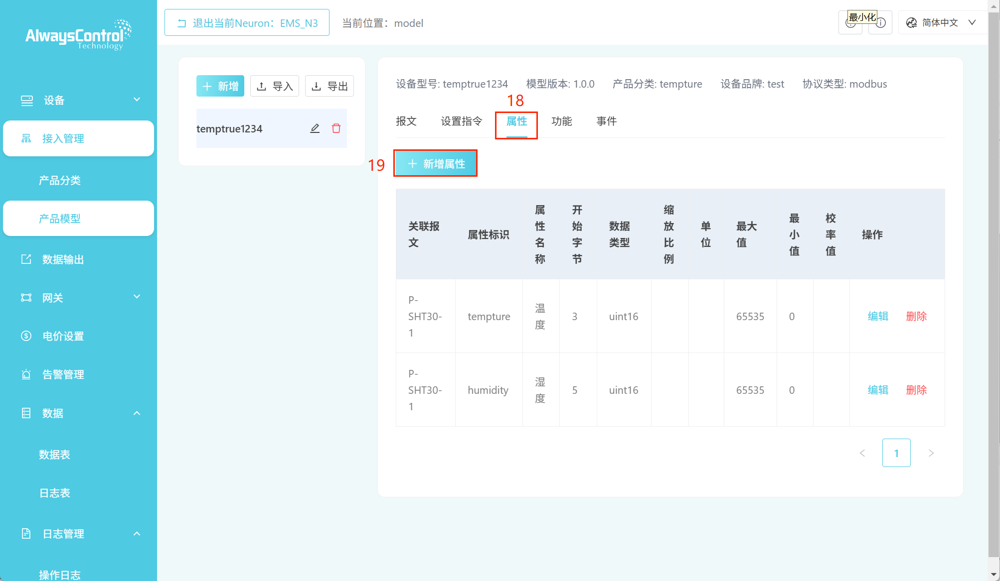 AlwaysControl
Technology
设备
接入管理
产品分类
产品模型
数据输出
网关
电价设置
告警管理
数据
数据表
日志表
日志管理
操作日志
退出当前Neuron：EMS_N3
当前位置：model
最小化
简体中文
新增
导入
导出
temptrue1234
设备型号: temptrue1234
模型版本: 1.0.0
产品分类: tempture
设备品牌: test
协议类型: modbus
18
报文
设置指令
属性
功能
事件
19
新增属性
关联报
文
属性标识
属
性
名
称
开
始
字
节
数据
类型
缩
放
比
例
单
位
最大
值
最
小
值
校
率
值
操作
P-
SHT30-
1
tempture
温
度
3
uint16
65535
0
编辑
删除
P-
SHT30-
1
humidity
湿
度
5
uint16
65535
0
编辑
删除
1